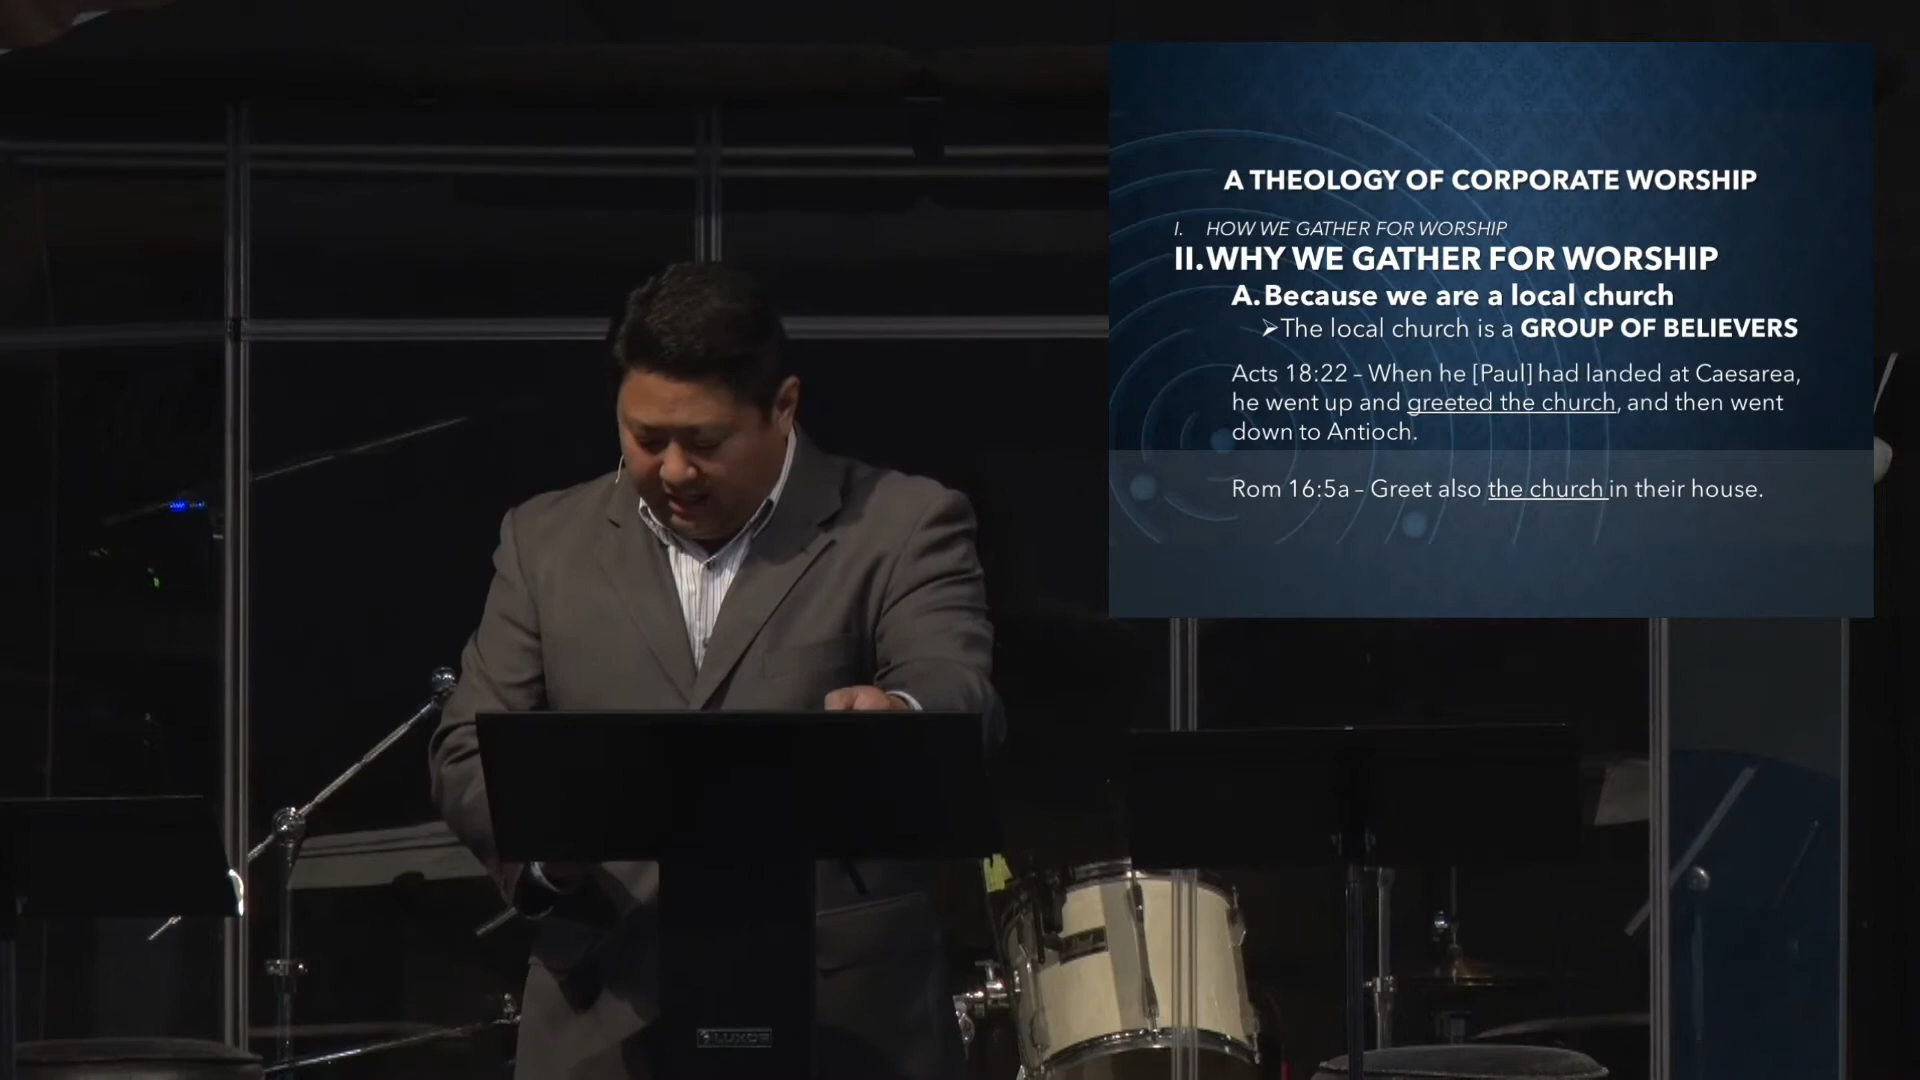 A THEOLOGY OF CORPORATE WORSHIP
I. HOW WE GATHER FOR WORSHIP
II. WHY WE GATHER FOR WORSHIP
A. Because we are a local church
➢The local church is a GROUP OF BELIEVERS
Acts 18:22 – When he [Paul] had landed at Caesarea,
he went up and greeted the church, and then went
down to Antioch.
Rom 16:5a – Greet also the church in their house.
LUXOR